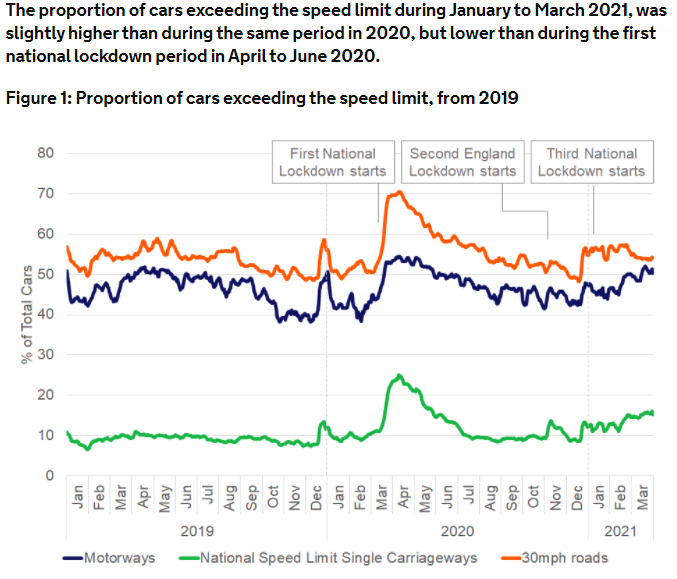 The proportion of cars exceeding the speed limit during January to March 2021, was
slightly higher than during the same period in 2020, but lower than during the first
national lockdown period in April to June 2020.
Figure 1: Proportion of cars exceeding the speed limit, from 2019
First National
Lockdown starts
Second England
Lockdown starts
Third National
Lockdown starts
% of Total Cars
80
70
60
50
40
30
20
10
0
Jan Feb Mar Apr May Jun Jul Aug Sep Oct Nov Dec Jan Feb Mar Apr May Jun Jul Aug Sep Oct Nov Dec Jan Feb Mar
2019 2020 2021
Motorways National Speed Limit Single Carriageways 30mph roads